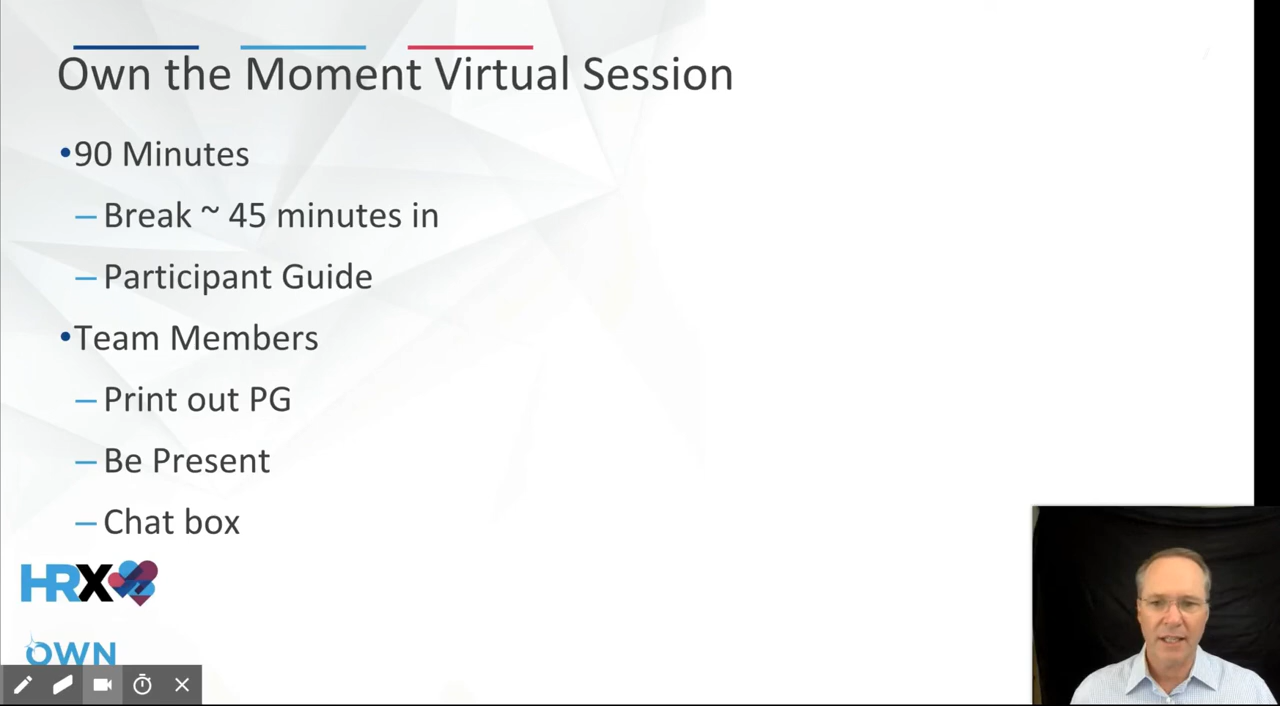 Own the Moment Virtual Session
•90 Minutes
– Break ~ 45 minutes in
– Participant Guide
•Team Members
– Print out PG
– Be Present
– Chat box
HRX
OWN